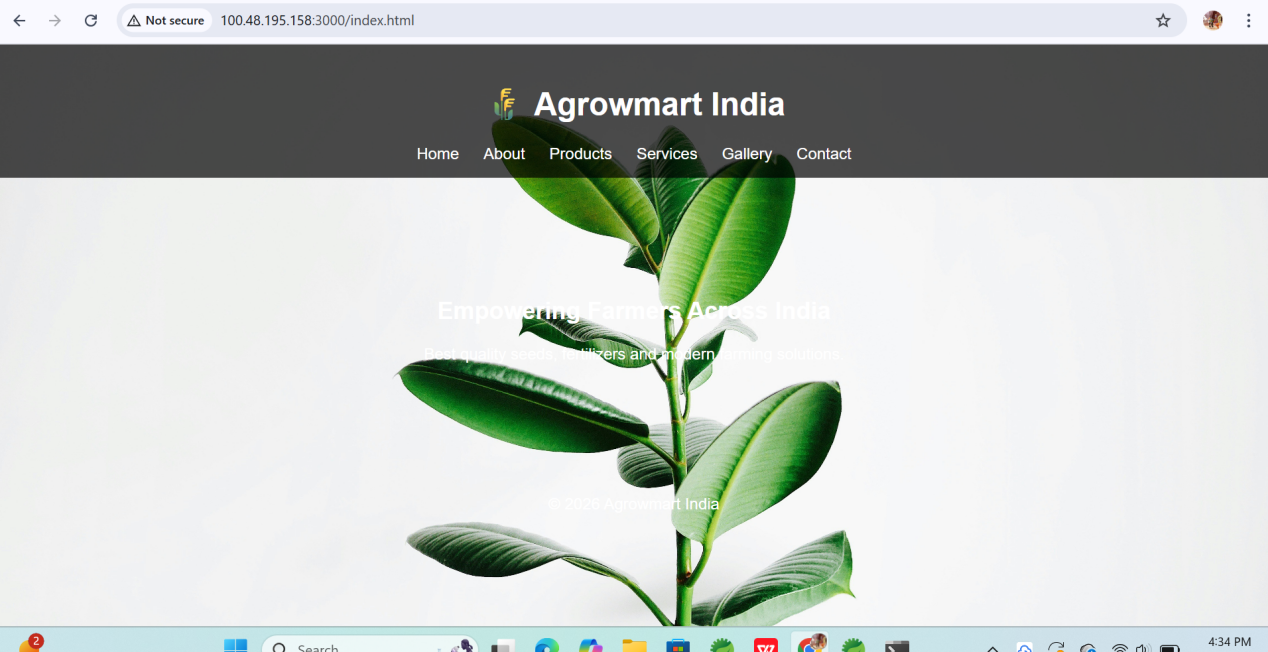 Not secure
100.48.195.158:3000/index.html
Agrowmart India
Home About Products Services Gallery Contact
Empowering Farmers Across India
Best quality seeds, fertilizers and modern farming solutions.
© 2026 Agrowmart India
2
Search
4:34 PM